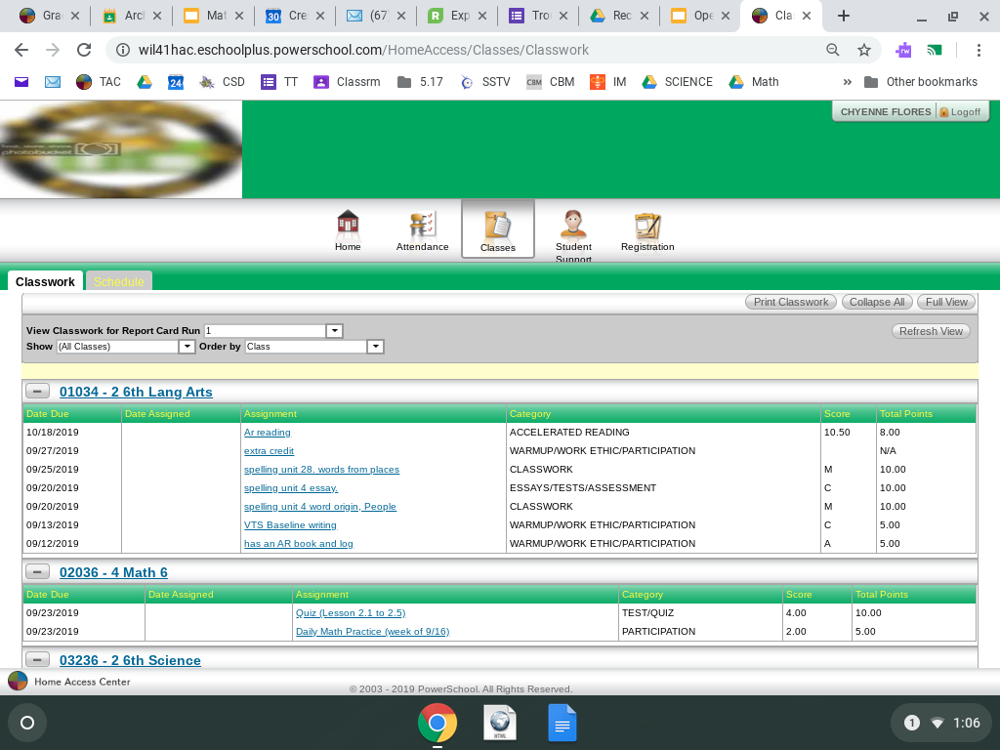 Gra
Arc
Mat
30 Cre
(67
Exp
Tro
Rec
Ope
Cla
wil41hac.eschoolplus.powerschool.com/HomeAccess/Classes/Classwork
TAC 24 CSD TT Classrm 5.17 SSTV CBM CBM IM SCIENCE Math » Other bookmarks
CHYENNE FLORES Logoff
photobucket
Home Attendance Classes Student Support Registration
Classwork Schedule
Print Classwork Collapse All Full View
View Classwork for Report Card Run 1
Refresh View
Show (All Classes) Order by Class
01034 - 2 6th Lang Arts
Date Due Date Assigned Assignment Category Score Total Points
10/18/2019 Ar reading ACCELERATED READING 10.50 8.00
09/27/2019 extra credit WARMUP/WORK ETHIC/PARTICIPATION N/A
09/25/2019 spelling unit 28. words from places CLASSWORK M 10.00
09/20/2019 spelling unit 4 essay. ESSAYS/TESTS/ASSESSMENT C 10.00
09/20/2019 spelling unit 4 word origin, People CLASSWORK M 10.00
09/13/2019 VTS Baseline writing WARMUP/WORK ETHIC/PARTICIPATION C 5.00
09/12/2019 has an AR book and log WARMUP/WORK ETHIC/PARTICIPATION A 5.00
02036 - 4 Math 6
Date Due Date Assigned Assignment Category Score Total Points
09/23/2019 Quiz (Lesson 2.1 to 2.5) TEST/QUIZ 4.00 10.00
09/23/2019 Daily Math Practice (week of 9/16) PARTICIPATION 2.00 5.00
03236 - 2 6th Science
Home Access Center
© 2003 - 2019 PowerSchool. All Rights Reserved.
HTML
1 1:06